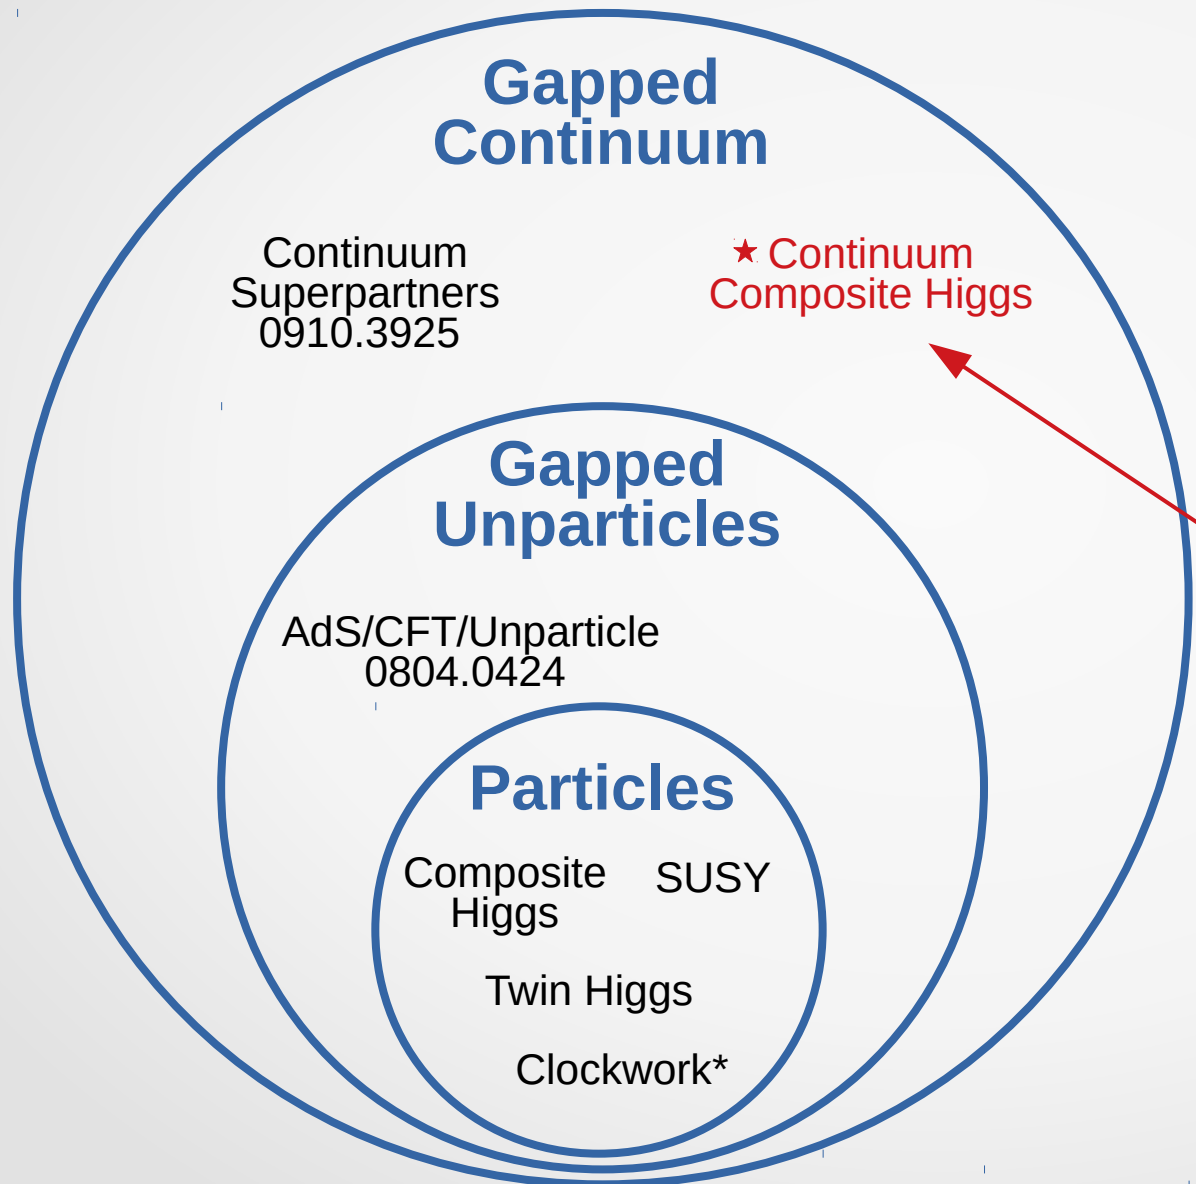 Gapped
Continuum
Continuum
Superpartners
0910.3925
★ Continuum
Composite Higgs
Gapped
Unparticles
AdS/CFT/Unparticle
0804.0424
Particles
Composite
Higgs
SUSY
Twin Higgs
Clockwork*